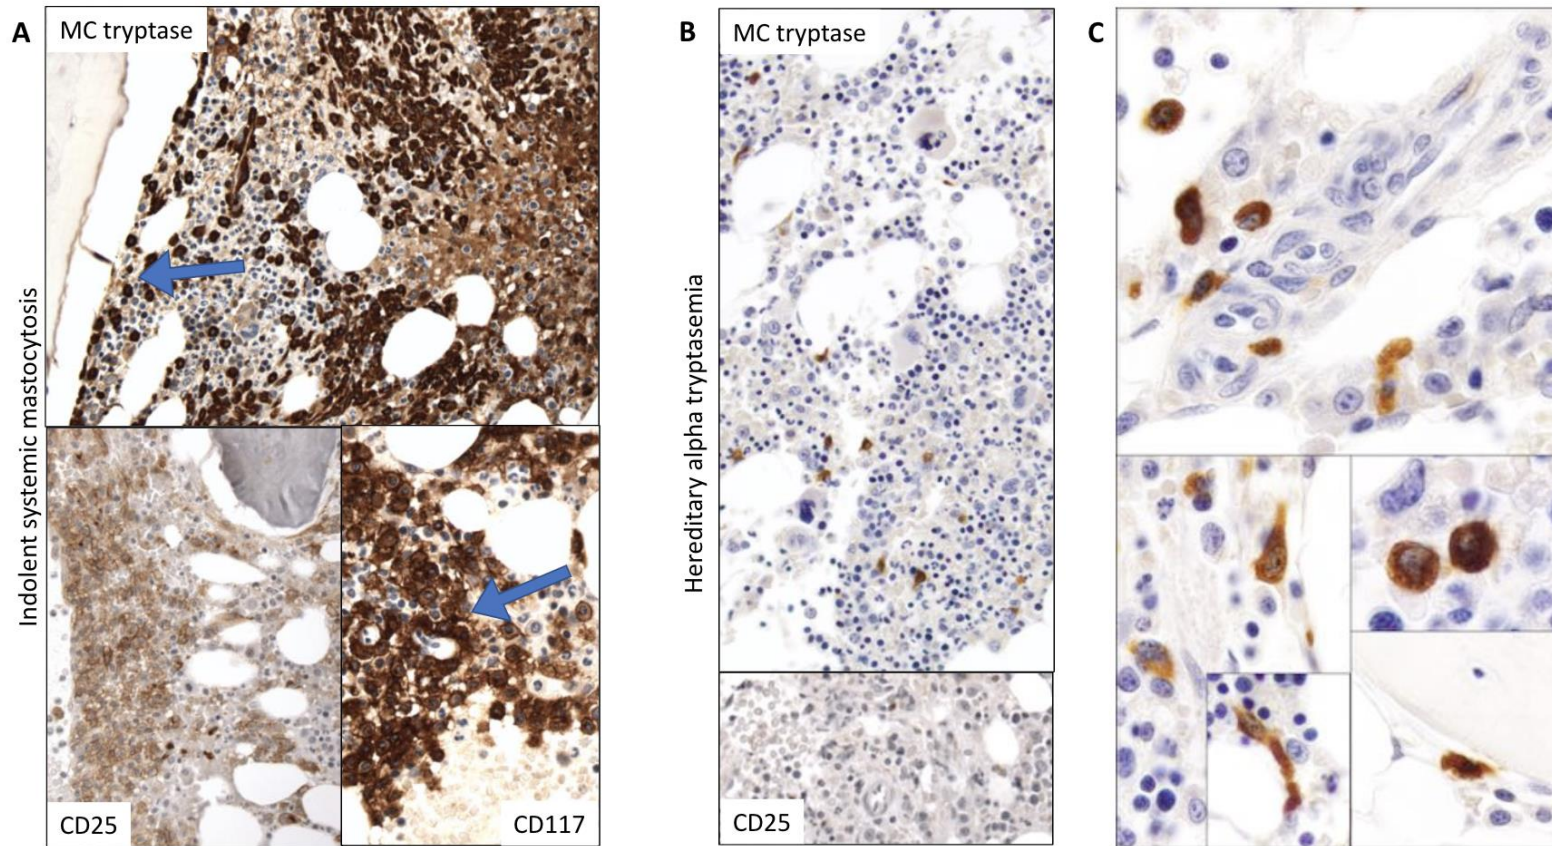 A
MC tryptase
Indolent systemic mastocytosis
CD25
CD117
B
MC tryptase
Hereditary alpha tryptasemia
CD25
C